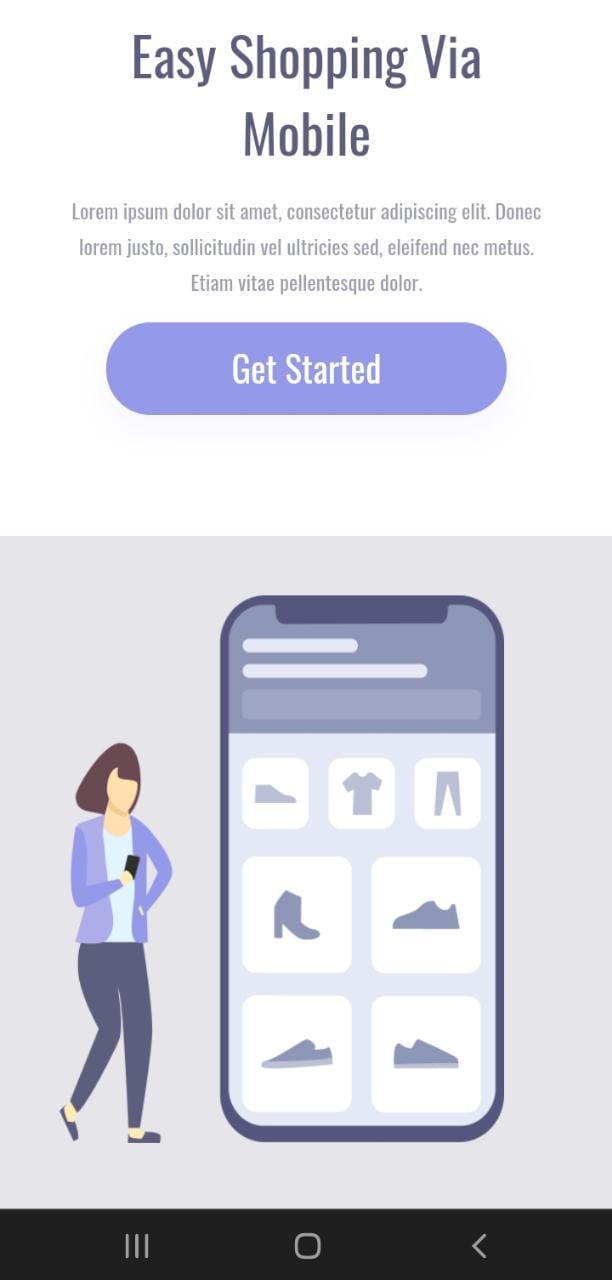 Easy Shopping Via
Mobile
Lorem ipsum dolor sit amet, consectetur adipiscing elit. Donec
lorem justo, sollicitudin vel ultricies sed, eleifend nec metus.
Etiam vitae pellentesque dolor.
Get Started